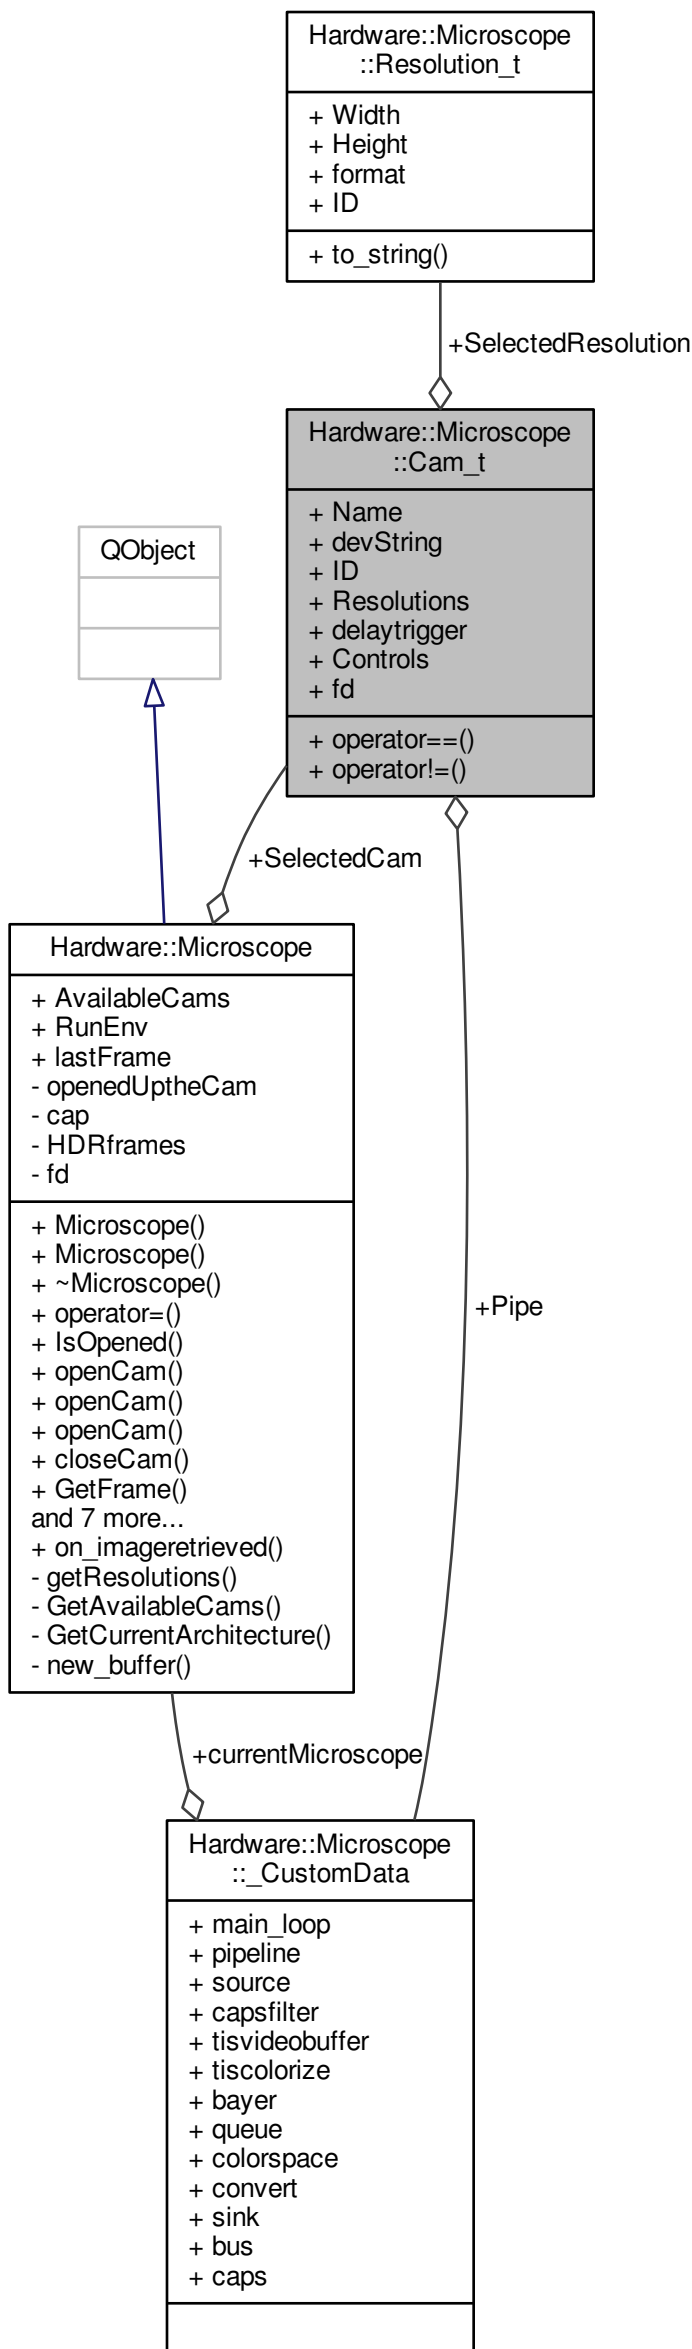 Hardware::Microscope
::Resolution_t
+ Width
+ Height
+ format
+ ID
+ to_string()
+SelectedResolution
Hardware::Microscope
::Cam_t
+ Name
+ devString
+ ID
+ Resolutions
+ delaytrigger
+ Controls
+ fd
+ operator==()
+ operator!=()
QObject
+SelectedCam
Hardware::Microscope
+ AvailableCams
+ RunEnv
+ lastFrame
- openedUptheCam
- cap
- HDRframes
- fd
+ Microscope()
+ Microscope()
+ ~Microscope()
+ operator=()
+ IsOpened()
+ openCam()
+ openCam()
+ openCam()
+ closeCam()
+ GetFrame()
and 7 more...
+ on_imageretrieved()
- getResolutions()
- GetAvailableCams()
- GetCurrentArchitecture()
- new_buffer()
+Pipe
+currentMicroscope
Hardware::Microscope
::_CustomData
+ main_loop
+ pipeline
+ source
+ capsfilter
+ tisvideobuffer
+ tiscolorize
+ bayer
+ queue
+ colorspace
+ convert
+ sink
+ bus
+ caps